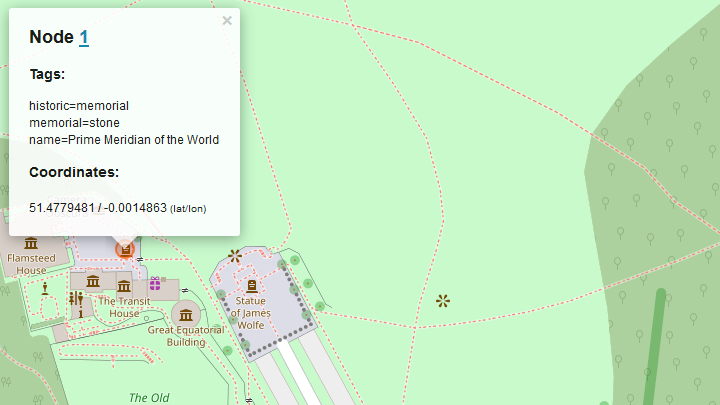 ×
Node 1
Tags:
historic=memorial
memorial=stone
name=Prime Meridian of the World
Coordinates:
51.4779481 / -0.0014863 (lat/lon)
Flamsteed
House
The Transit
House
Great Equatorial
Building
Statue
of James
Wolfe
The Old